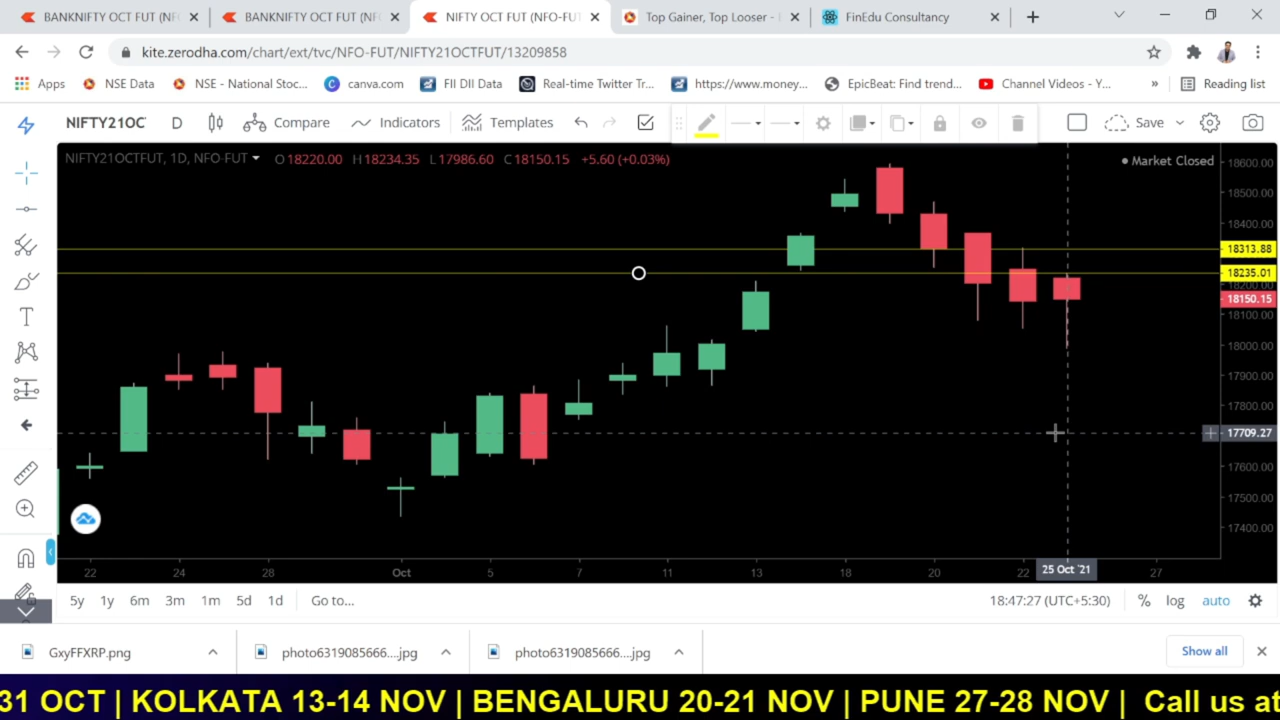 BANKNIFTY OCT FUT (NF
BANKNIFTY OCT FUT (NF
NIFTY OCT FUT (NFO-FU
Top Gainer, Top Looser -
FinEdu Consultancy
kite.zerodha.com/chart/ext/tvc/NFO-FUT/NIFTY21OCTFUT/13209858
Apps
NSE Data
NSE - National Stoc...
canva.com
FII DII Data
Real-time Twitter Tr...
https://www.money...
EpicBeat: Find trend...
Channel Videos - Y...
»
Reading list
NIFTY21OC
D
Compare
Indicators
Templates
Save
NIFTY21OCTFUT, 1D, NFO-FUT
O18220.00 H18234.35 L17986.60 C18150.15 +5.60 (+0.03%)
Market Closed
18600.00
18500.00
18400.00
18313.88
18235.01
18200.00
18150.15
18100.00
18000.00
17900.00
17800.00
17709.27
17600.00
17500.00
17400.00
22 24 28 Oct 5 7 11 13 18 20 22 25 Oct '21 27
5y 1y 6m 3m 1m 5d 1d Go to...
18:47:27 (UTC+5:30) % log auto
GxyFFXRP.png
photo6319085666....jpg
photo6319085666....jpg
Show all
31 OCT | KOLKATA 13-14 NOV | BENGALURU 20-21 NOV | PUNE 27-28 NOV | Call us at